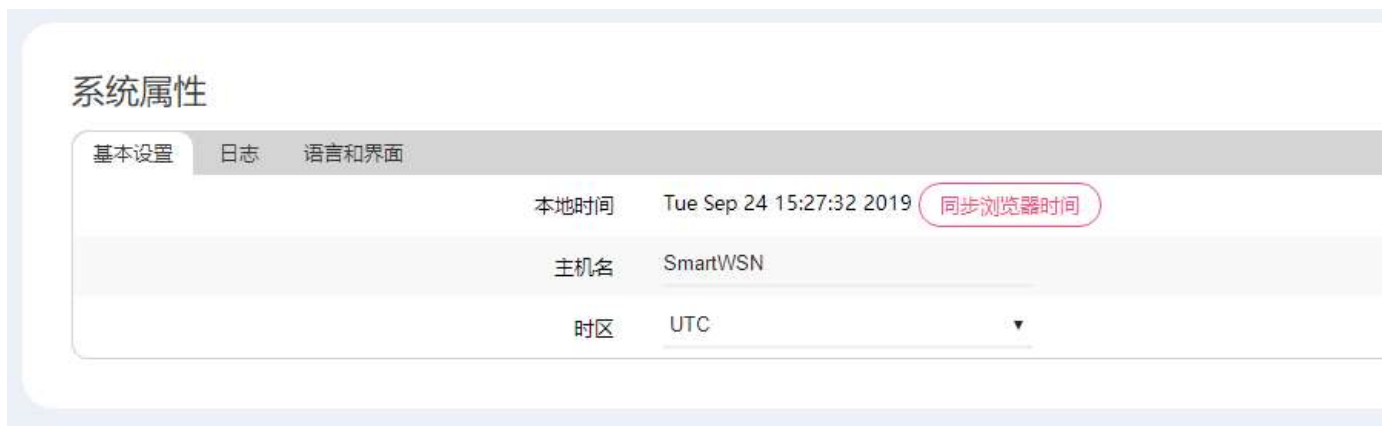 系统属性
基本设置 日志 语言和界面
本地时间 Tue Sep 24 15:27:32 2019 同步浏览器时间
主机名 SmartWSN
时区 UTC